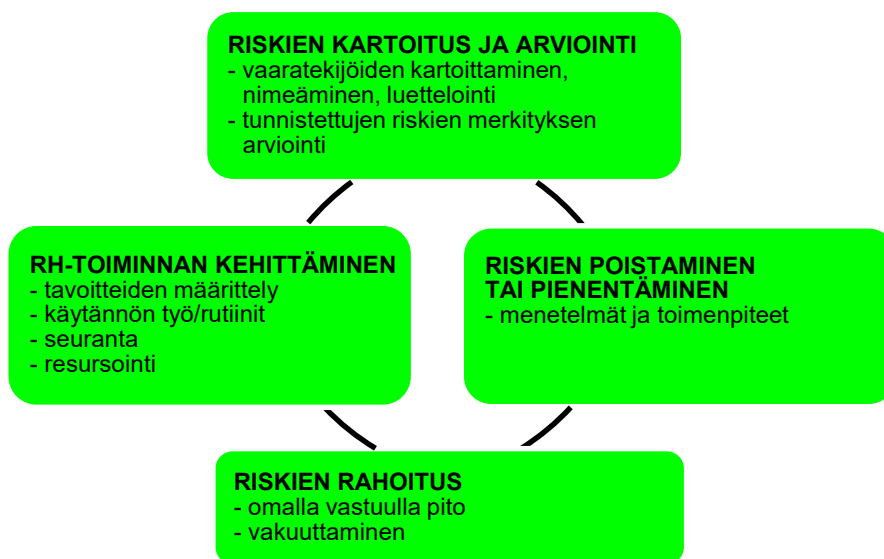 RISKIEN KARTOITUS JA ARVIOINTI
- vaaratekijöiden kartoittaminen,
nimeäminen, luettelointi
- tunnistettujen riskien merkityksen
arviointi
RH-TOIMINNAN KEHITTÄMINEN
- tavoitteiden määrittely
- käytännön työ/rutiinit
- seuranta
- resursointi
RISKIEN POISTAMINEN
TAI PIENENTÄMINEN
- menetelmät ja toimenpiteet
RISKIEN RAHOITUS
- omalla vastuulla pito
- vakuuttaminen